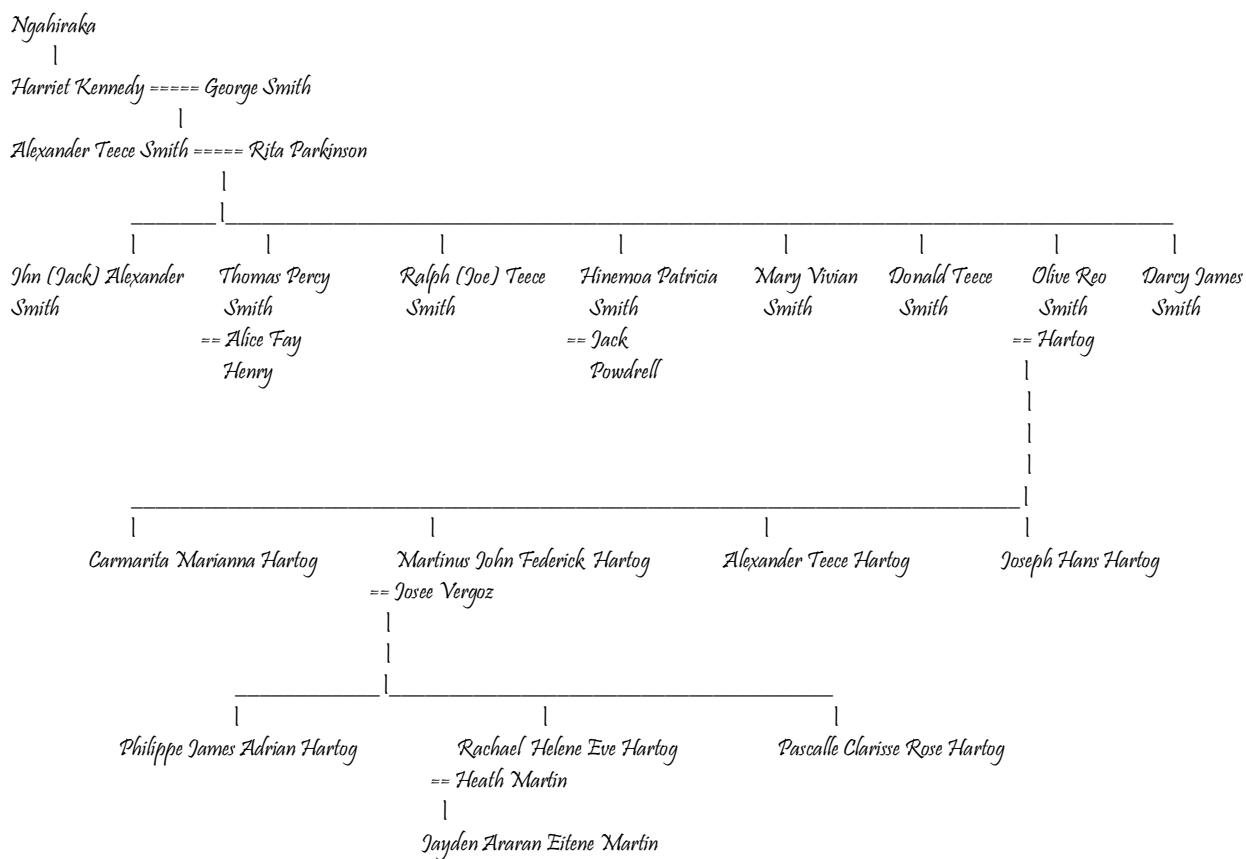 Ngahiraka
Harriet Kennedy ===== George Smith
Alexander Teece Smith ===== Rita Parkinson
Jhn (Jack) Alexander Thomas Percy Ralph (Joe) Teece Hinemoa Patricia Mary Vivian Donald Teece Olive Reo Darcy James
Smith Smith Smith Smith Smith Smith Smith Smith
== Alice Fay == Jack == Hartog
Henry Powdrell
Carmarita Marianna Hartog Martinus John Federick Hartog Alexander Teece Hartog Joseph Hans Hartog
== Josee Vergoz
Philippe James Adrian Hartog Rachael Helene Eve Hartog Pascalle Clarisse Rose Hartog
== Heath Martin
Jayden Araran Eitene Martin